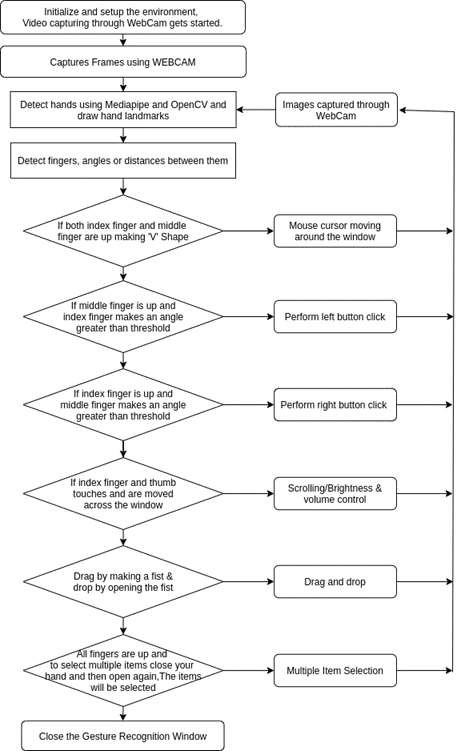 Initialize and setup the environment,
Video capturing through WebCam gets started.
Captures Frames using WEBCAM
Detect hands using Mediapipe and OpenCV and
draw hand landmarks
Images captured through
WebCam
Detect fingers, angles or distances between them
If both index finger and middle
finger are up making 'V' Shape
Mouse cursor moving
around the window
If middle finger is up and
index finger makes an angle
greater than threshold
Perform left button click
If index finger is up and
middle finger makes an angle
greater than threshold
Perform right button click
If index finger and thumb
touches and are moved
across the window
Scrolling/Brightness &
volume control
Drag by making a fist &
drop by opening the fist
Drag and drop
All fingers are up and
to select multiple items close your
hand and then open again,The items
will be selected
Multiple Item Selection
Close the Gesture Recognition Window